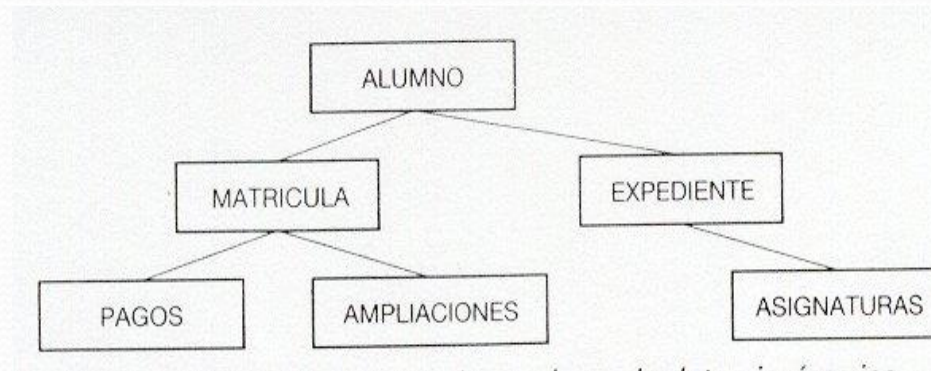 ALUMNO
MATRICULA
EXPEDIENTE
PAGOS
AMPLIACIONES
ASIGNATURAS